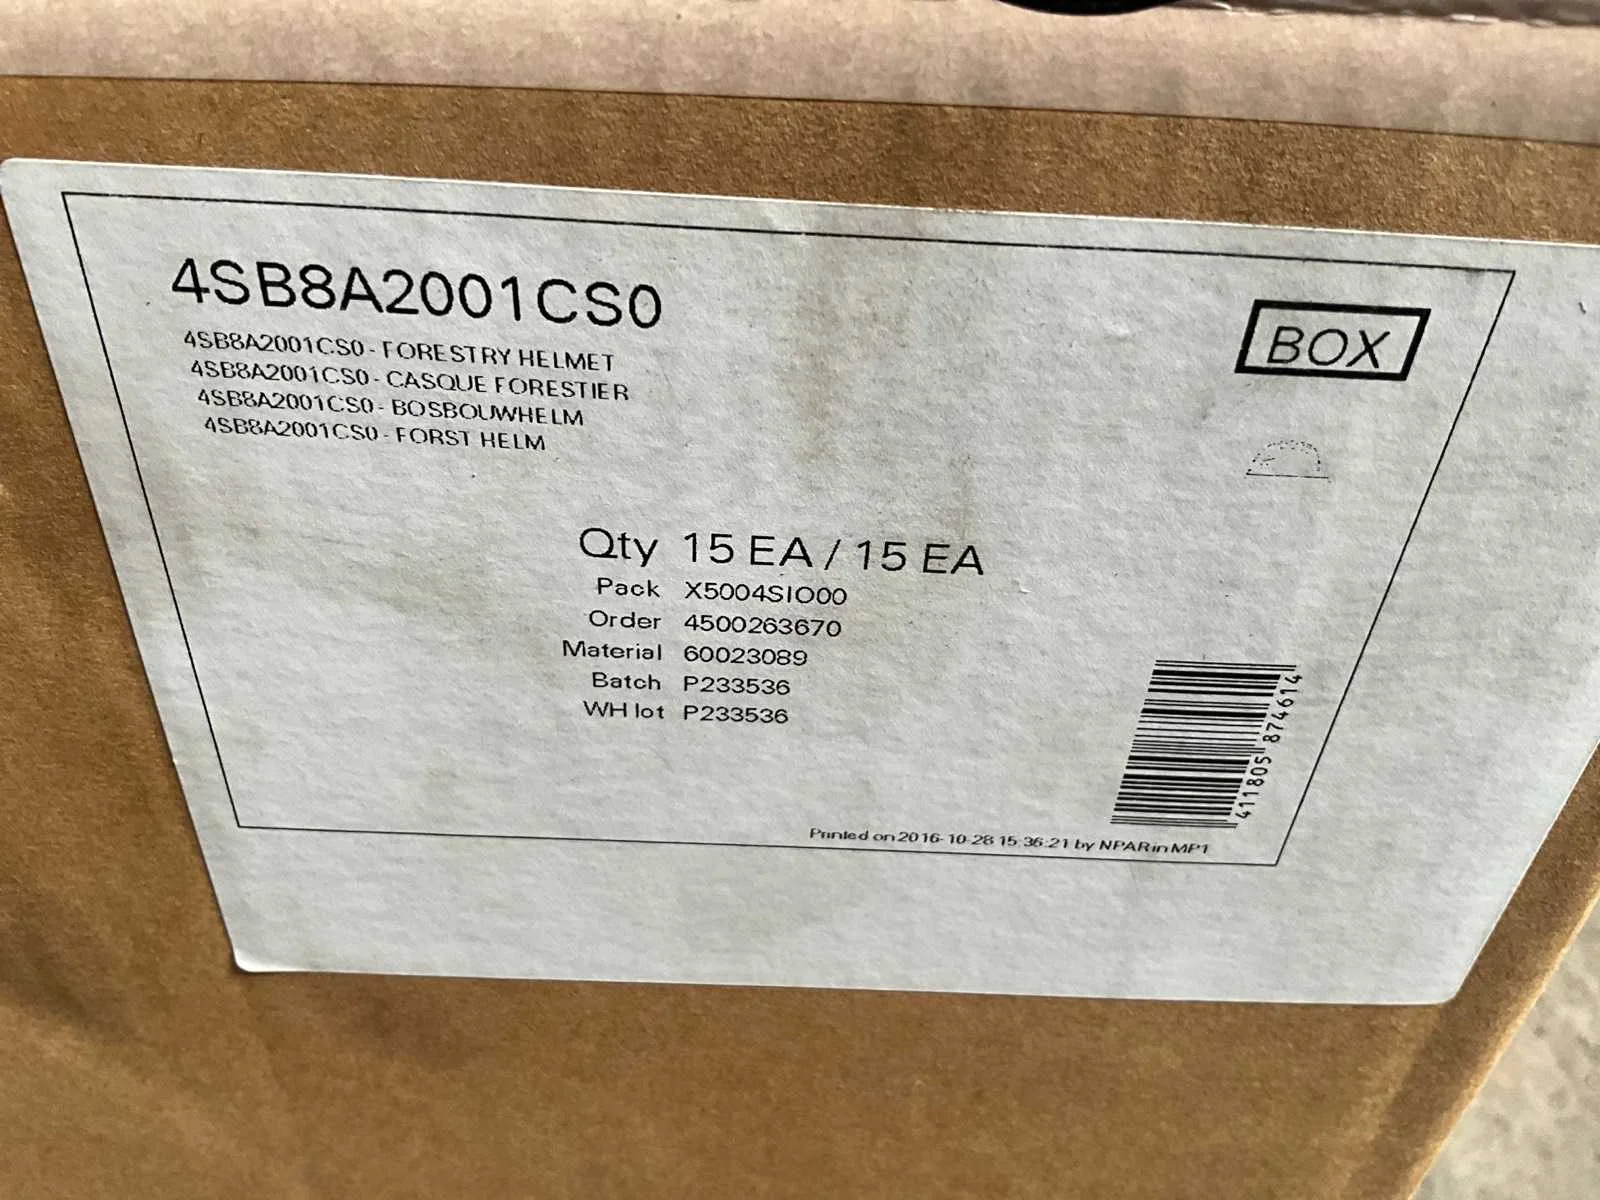 4SB8A2001CS0
4SB8A2001CS0 - FORESTRY HELMET
4SB8A2001CS0 - CASQUE FORESTIER
4SB8A2001CS0 - BOSBOUWHELM
4SB8A2001CS0 - FORST HELM
BOX
Qty 15 EA / 15 EA
Pack X5004SIO00
Order 4500263670
Material 60023089
Batch P233536
WH lot P233536
411805 874614
Printed on 2016-10-28 15:36:21 by NPARin MP1